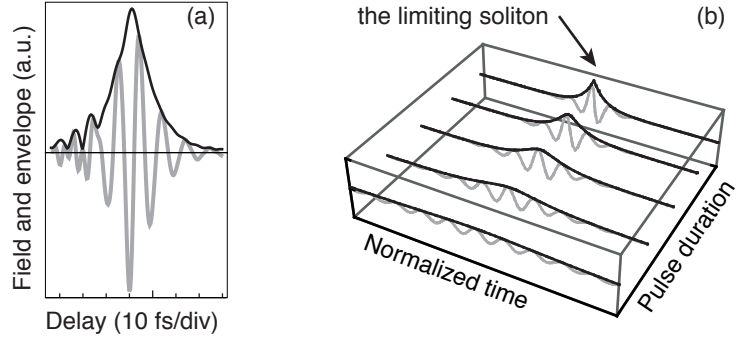 (a)
Field and envelope (a.u.)
Delay (10 fs/div)
the limiting soliton
(b)
Normalized time
Pulse duration